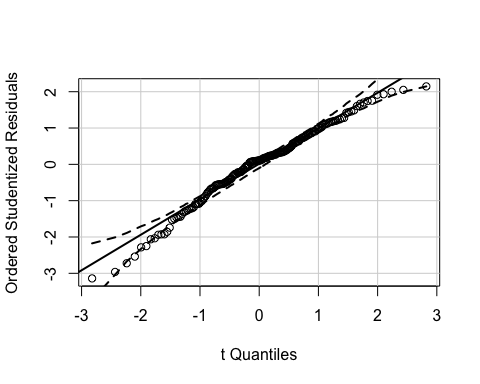 Ordered Studentized Residuals
2
1
0
-1
-2
-3
-3 -2 -1 0 1 2 3
t Quantiles